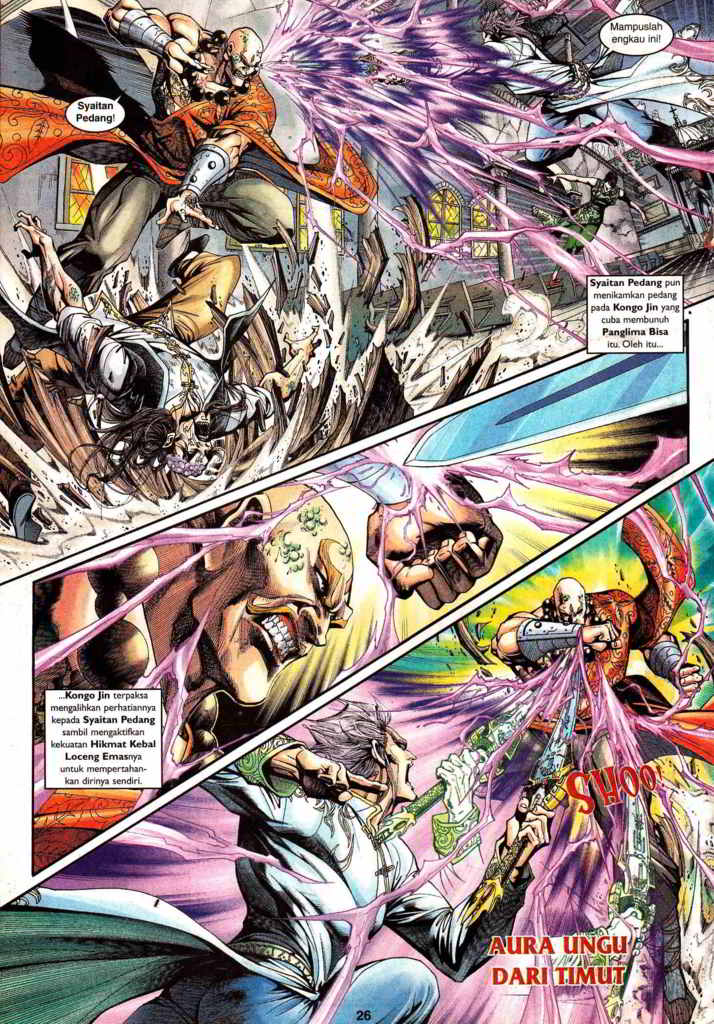 Mampuslah
engkau ini!
Syaitan
Pedang!
Syaitan Pedang pun
menikamkan pedang
pada Kongo Jin yang
cuba membunuh
Panglima Bisa
itu. Oleh itu...
...Kongo Jin terpaksa
mengalihkan perhatiannya
kepada Syaitan Pedang
sambil mengaktifkan
kekuatan Hikmat Kebal
Loceng Emasnya
untuk mempertahan-
kan dirinya sendiri.
SHOO!
AURA UNGU
DARI TIMUT
26